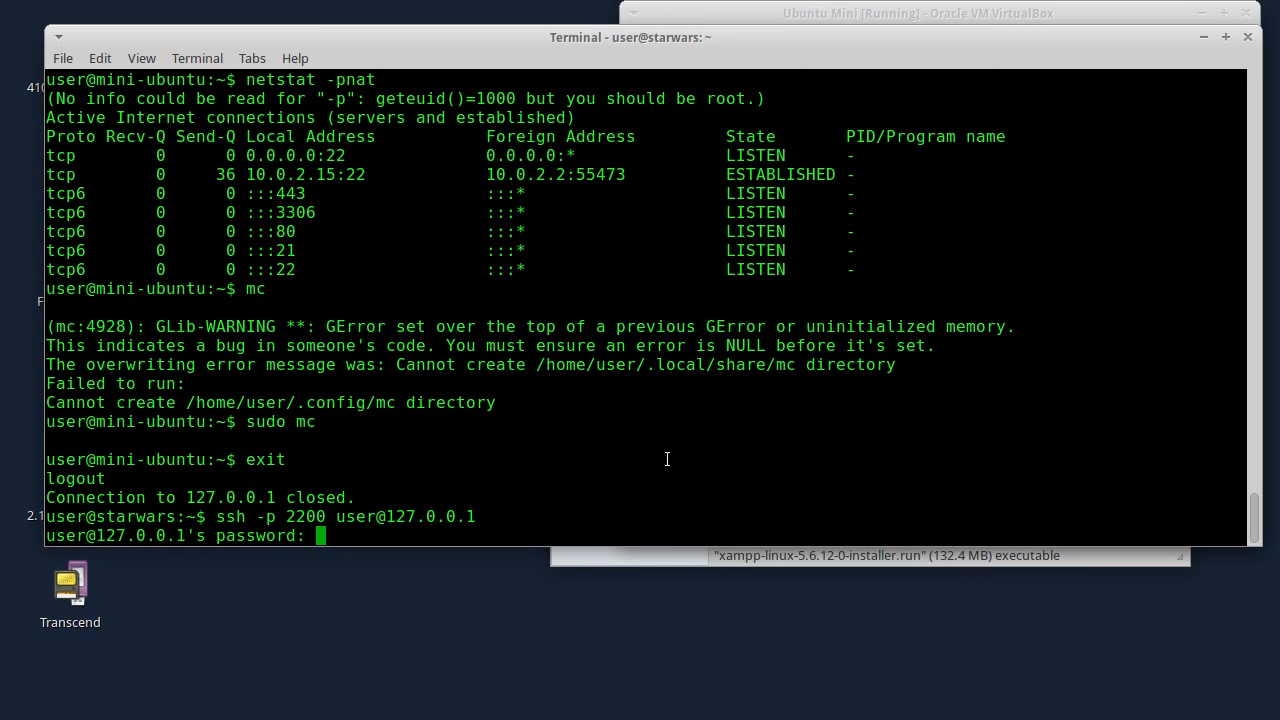 Ubuntu Mini [Running] - Oracle VM VirtualBox
Terminal - user@starwars: ~
File Edit View Terminal Tabs Help
user@mini-ubuntu:~$ netstat -pnat
(No info could be read for "-p": geteuid()=1000 but you should be root.)
Active Internet connections (servers and established)
Proto Recv-Q Send-Q Local Address           Foreign Address         State       PID/Program name
tcp        0      0 0.0.0.0:22              0.0.0.0:*               LISTEN      -
tcp        0     36 10.0.2.15:22            10.0.2.2:55473          ESTABLISHED -
tcp6       0      0 :::443                  :::*                    LISTEN      -
tcp6       0      0 :::3306                 :::*                    LISTEN      -
tcp6       0      0 :::80                   :::*                    LISTEN      -
tcp6       0      0 :::21                   :::*                    LISTEN      -
tcp6       0      0 :::22                   :::*                    LISTEN      -
user@mini-ubuntu:~$ mc
(mc:4928): GLib-WARNING **: GError set over the top of a previous GError or uninitialized memory.
This indicates a bug in someone's code. You must ensure an error is NULL before it's set.
The overwriting error message was: Cannot create /home/user/.local/share/mc directory
Failed to run:
Cannot create /home/user/.config/mc directory
user@mini-ubuntu:~$ sudo mc
user@mini-ubuntu:~$ exit
logout
Connection to 127.0.0.1 closed.
user@starwars:~$ ssh -p 2200 user@127.0.0.1
user@127.0.0.1's password:
410
F
2.1
"xampp-linux-5.6.12-0-installer.run" (132.4 MB) executable
Transcend